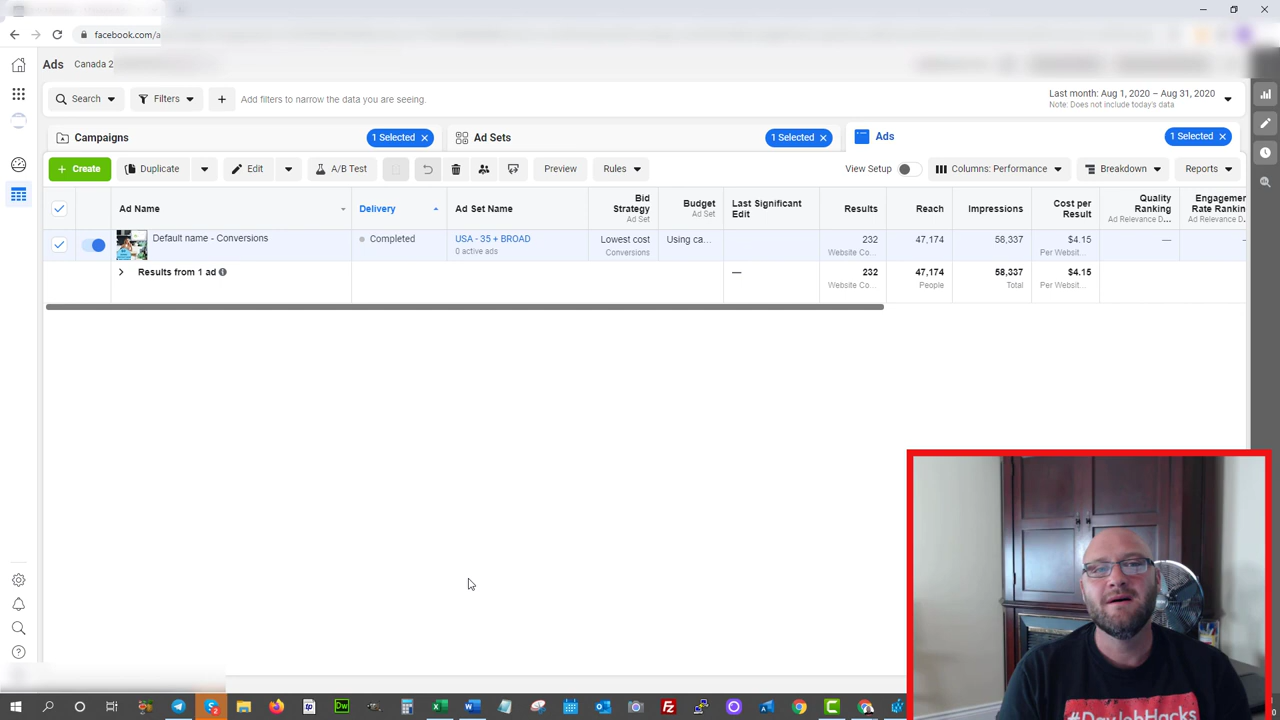 facebook.com/a
Ads Canada 2
Search Filters Add filters to narrow the data you are seeing. Last month: Aug 1, 2020 – Aug 31, 2020
Note: Does not include today's data
Campaigns 1 Selected Ad Sets 1 Selected Ads 1 Selected
Create Duplicate Edit A/B Test Preview Rules View Setup Columns: Performance Breakdown Reports
Ad Name Delivery Ad Set Name Bid Strategy Ad Set Budget Ad Set Last Significant Edit Results Reach Impressions Cost per Result Quality Ranking Ad Relevance D... Engagemer Rate Rankin Ad Relevance D...
Default name - Conversions Completed USA - 35 + BROAD Lowest cost Using ca... 232 47,174 58,337 $4.15 —
0 active ads Conversions Website Co... Per Websit...
Results from 1 ad — 232 47,174 58,337 $4.15
Website Co... People Total Per Websit...
#DayJobHacks